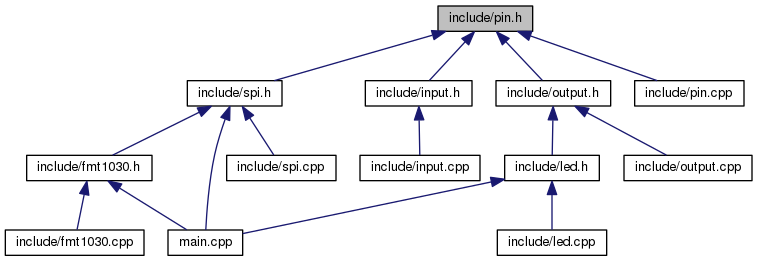 include/pin.h
include/spi.h
include/input.h
include/output.h
include/pin.cpp
include/fmt1030.h
include/spi.cpp
include/input.cpp
include/led.h
include/output.cpp
include/fmt1030.cpp
main.cpp
include/led.cpp